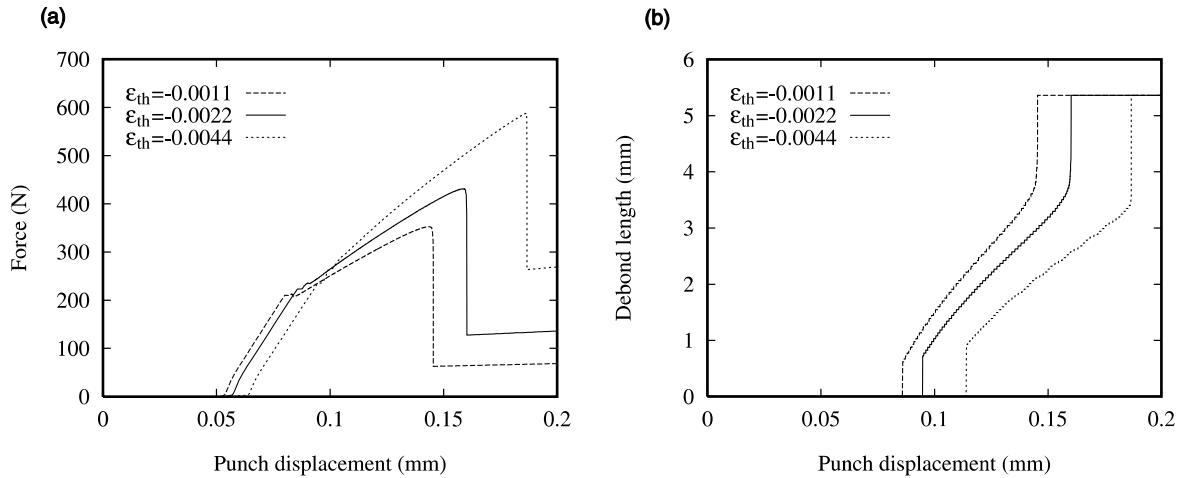 (a)
700
600
500
400
300
200
100
0
Force (N)
εth=-0.0011
εth=-0.0022
εth=-0.0044
0 0.05 0.1 0.15 0.2
Punch displacement (mm)
(b)
6
5
4
3
2
1
0
Debond length (mm)
εth=-0.0011
εth=-0.0022
εth=-0.0044
0 0.05 0.1 0.15 0.2
Punch displacement (mm)